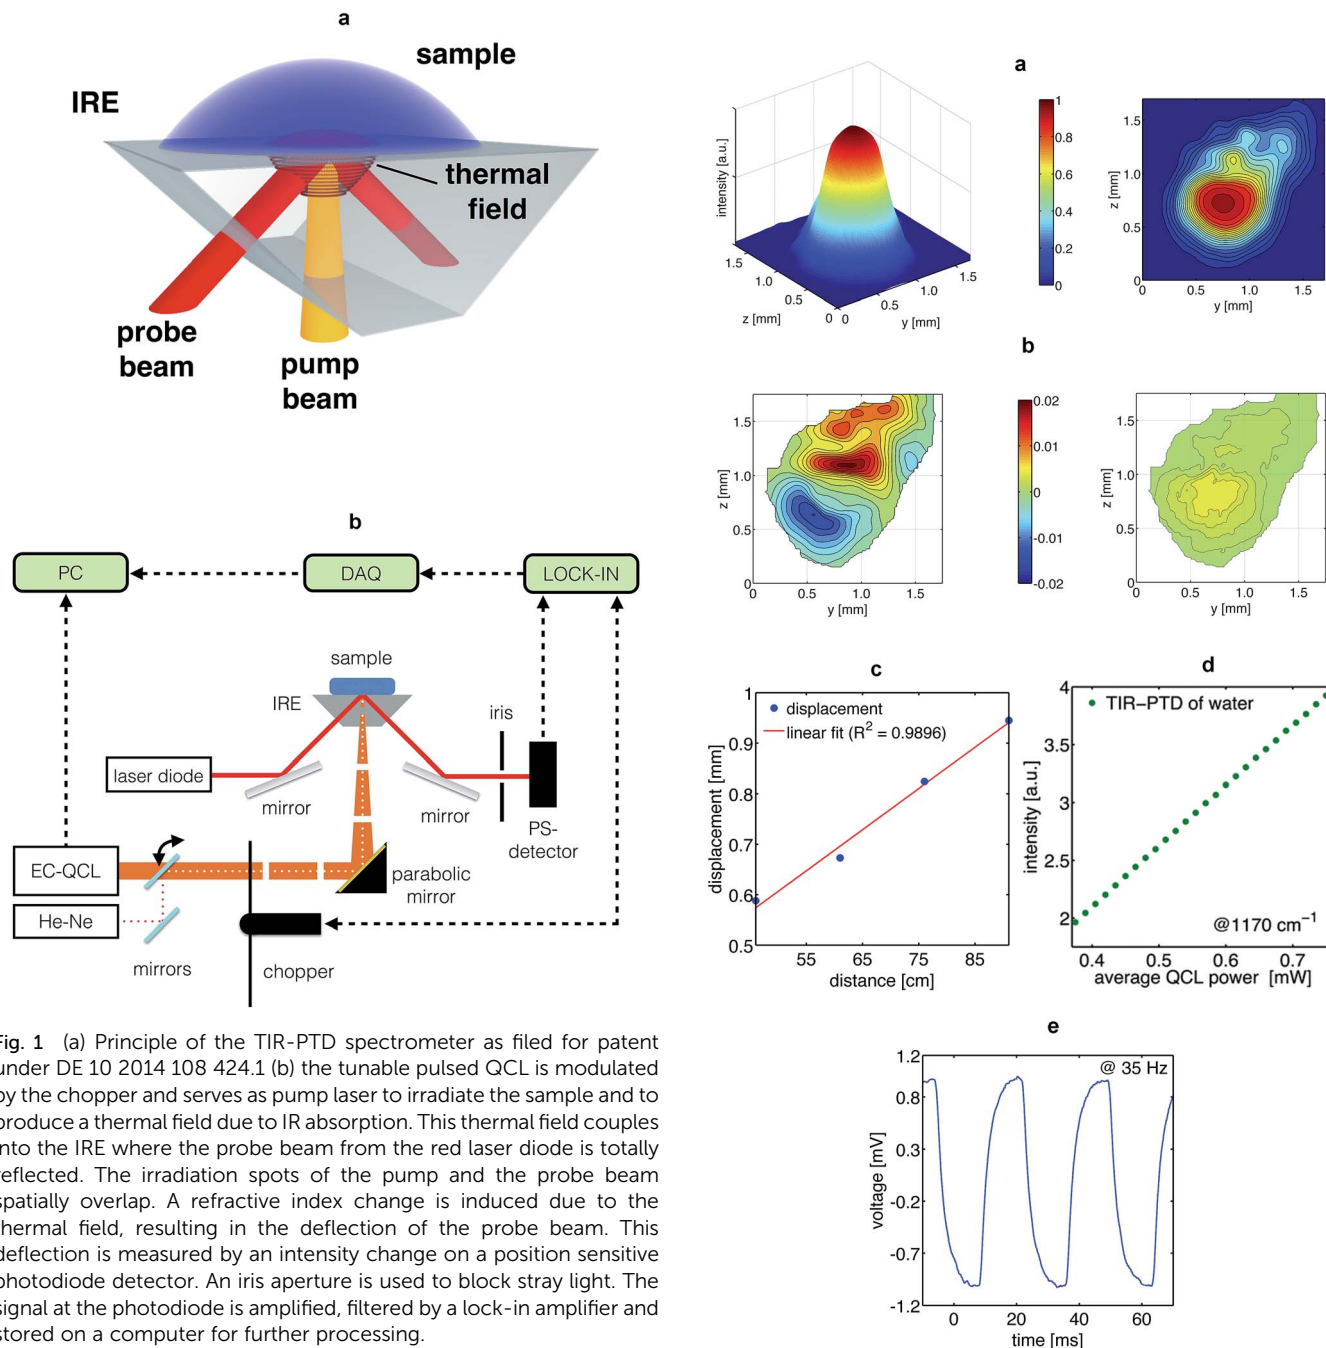 a
sample
IRE
thermal
field
probe
beam
pump
beam
b
PC
DAQ
LOCK-IN
sample
IRE
iris
laser diode
mirror
mirror
PS-
detector
EC-QCL
parabolic
mirror
He-Ne
mirrors
chopper
Fig. 1 (a) Principle of the TIR-PTD spectrometer as filed for patent
under DE 10 2014 108 424.1 (b) the tunable pulsed QCL is modulated
by the chopper and serves as pump laser to irradiate the sample and to
produce a thermal field due to IR absorption. This thermal field couples
into the IRE where the probe beam from the red laser diode is totally
reflected. The irradiation spots of the pump and the probe beam
spatially overlap. A refractive index change is induced due to the
thermal field, resulting in the deflection of the probe beam. This
deflection is measured by an intensity change on a position sensitive
photodiode detector. An iris aperture is used to block stray light. The
signal at the photodiode is amplified, filtered by a lock-in amplifier and
stored on a computer for further processing.
a
intensity [a.u.]
1.5
1.0
0.5
0
z [mm]
0
0.5
1.0
1.5
y [mm]
1
0.8
0.6
0.4
0.2
0
z [mm]
1.5
1.0
0.5
0
0 0.5 1.0 1.5
y [mm]
b
z [mm]
1.5
1.0
0.5
0
0 0.5 1.0 1.5
y [mm]
0.02
0.01
0
-0.01
-0.02
z [mm]
1.5
1.0
0.5
0
0 0.5 1.0 1.5
y [mm]
c
displacement [mm]
1
0.9
0.8
0.7
0.6
0.5
displacement
linear fit (R² = 0.9896)
55 65 75 85
distance [cm]
d
intensity [a.u.]
4
3.5
3
2.5
2
TIR-PTD of water
@1170 cm⁻¹
0.4 0.5 0.6 0.7
average QCL power [mW]
e
voltage [mV]
1.2
0.8
0.3
-0.2
-0.7
-1.2
@ 35 Hz
0 20 40 60
time [ms]